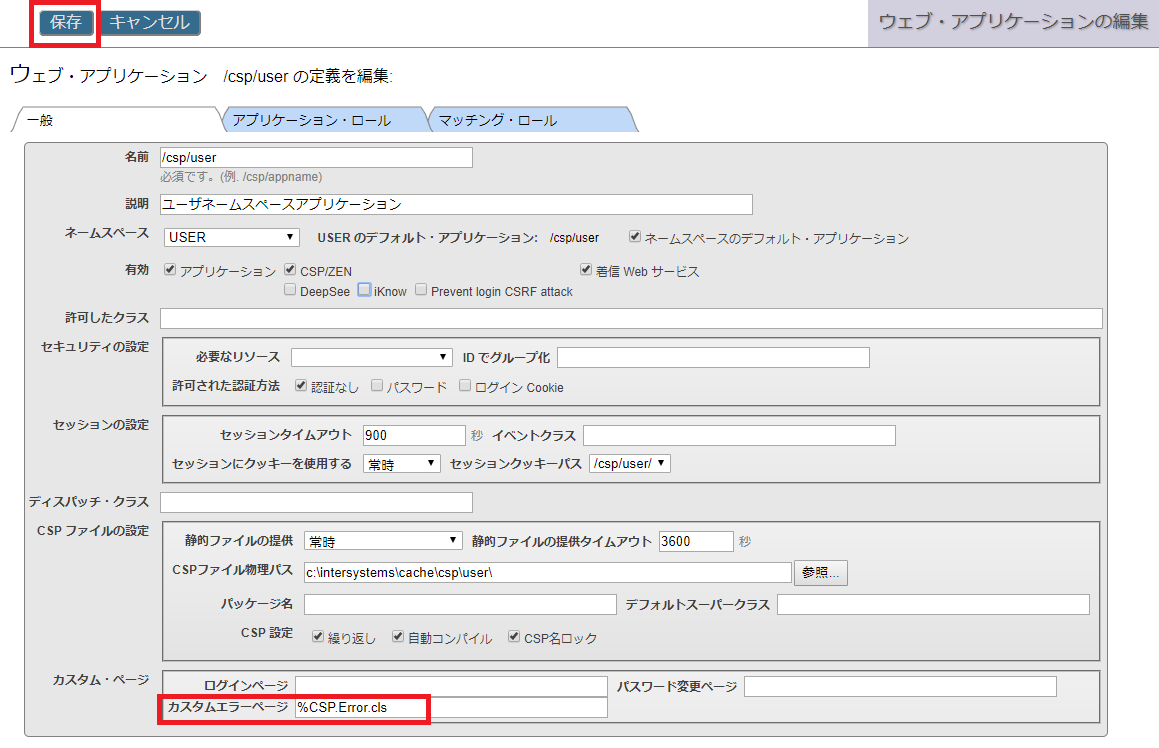 保存 キャンセル ウェブ・アプリケーションの編集
ウェブ・アプリケーション /csp/user の定義を編集:
一般 アプリケーション・ロール マッチング・ロール
名前 /csp/user
必須です。(例. /csp/appname)
説明 ユーザネームスペースアプリケーション
ネームスペース USER USER のデフォルト・アプリケーション: /csp/user ネームスペースのデフォルト・アプリケーション
有効 アプリケーション CSP/ZEN 着信 Web サービス
DeepSee iKnow Prevent login CSRF attack
許可したクラス
セキュリティの設定
必要なリソース ID でグループ化
許可された認証方法 認証なし パスワード ログイン Cookie
セッションの設定
セッションタイムアウト 900 秒 イベントクラス
セッションにクッキーを使用する 常時 セッションクッキーパス /csp/user/
ディスパッチ・クラス
CSP ファイルの設定
静的ファイルの提供 常時 静的ファイルの提供タイムアウト 3600 秒
CSPファイル物理パス c:\intersystems\cache\csp\user\ 参照...
パッケージ名 デフォルトスーパークラス
CSP 設定 繰り返し 自動コンパイル CSP名ロック
カスタム・ページ
ログインページ パスワード変更ページ
カスタムエラーページ %CSP.Error.cls